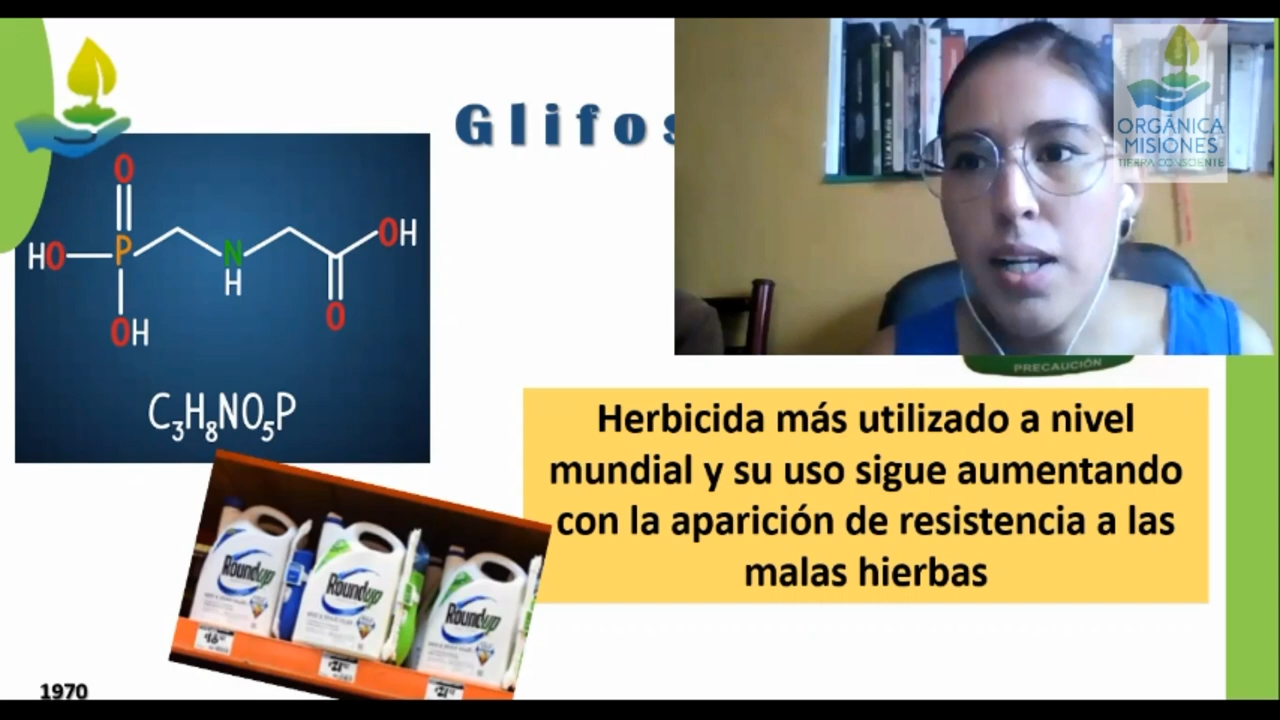 Glifos
ORGÁNICA
MISIONES
TIERRA CONSCIENTE
O
HO P N OH
H
OH O
C3H8NO5P
PRECAUCIÓN
Herbicida más utilizado a nivel
mundial y su uso sigue aumentando
con la aparición de resistencia a las
malas hierbas
Roundup
Roundup
Roundup
1970